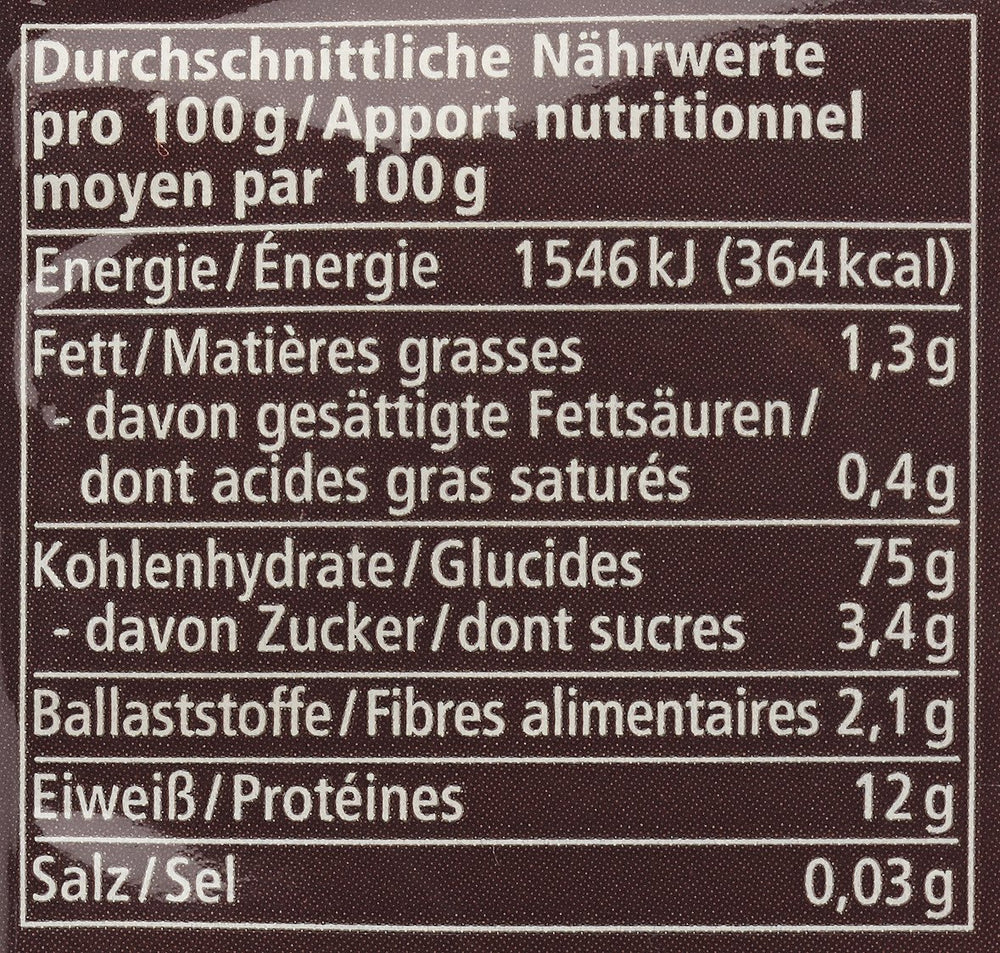 Durchschnittliche Nährwerte
pro 100 g/Apport nutritionnel
moyen par 100 g
Energie/Énergie 1546 kJ (364 kcal)
Fett/Matières grasses 1,3 g
- davon gesättigte Fettsäuren/
dont acides gras saturés 0,4 g
Kohlenhydrate/Glucides 75 g
- davon Zucker/dont sucres 3,4 g
Ballaststoffe/Fibres alimentaires 2,1 g
Eiweiß/Protéines 12 g
Salz/Sel 0,03 g